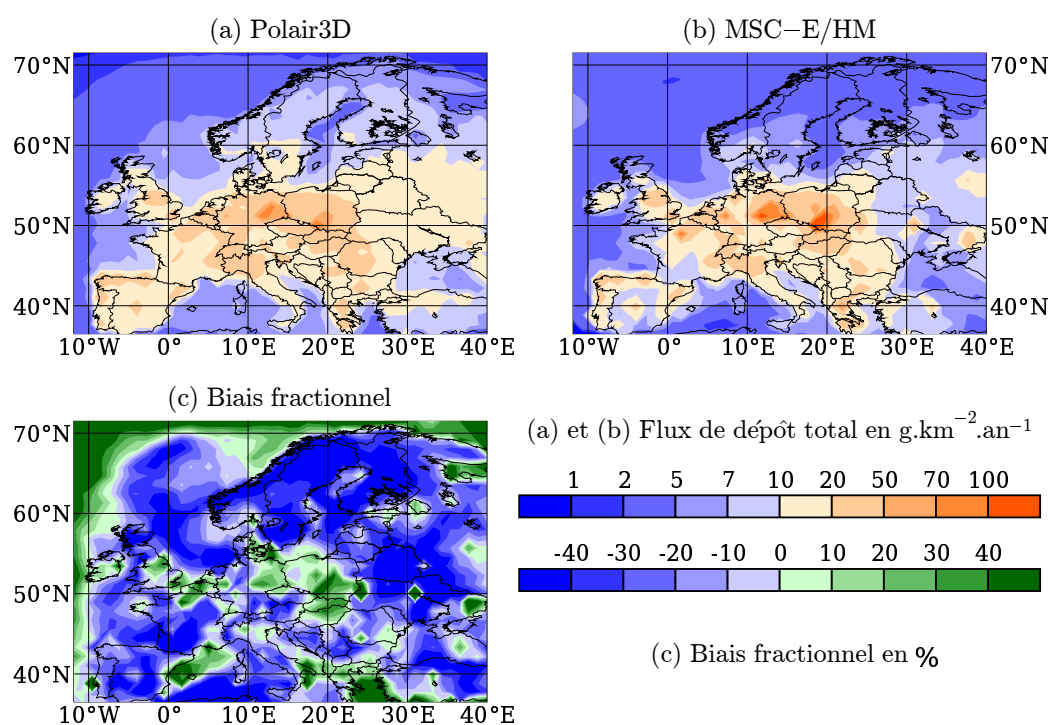 (a) Polair3D
(b) MSC−E/HM
70°N
60°N
50°N
40°N
10°W 0° 10°E 20°E 30°E 40°E
70°N
60°N
50°N
40°N
10°W 0° 10°E 20°E 30°E 40°E
(c) Biais fractionnel
70°N
60°N
50°N
40°N
10°W 0° 10°E 20°E 30°E 40°E
(a) et (b) Flux de dépôt total en g.km−2.an−1
1 2 5 7 10 20 50 70 100
-40 -30 -20 -10 0 10 20 30 40
(c) Biais fractionnel en %